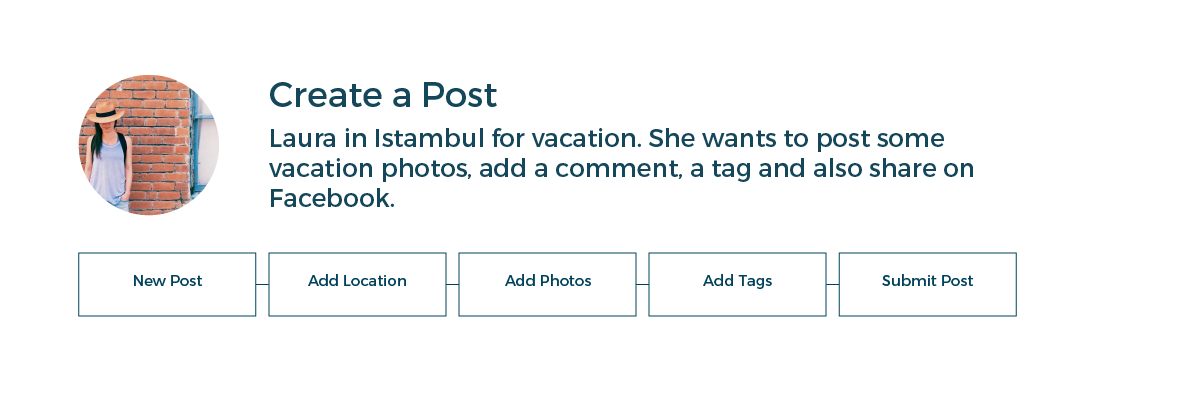 Create a Post
Laura in Istambul for vacation. She wants to post some
vacation photos, add a comment, a tag and also share on
Facebook.
New Post
Add Location
Add Photos
Add Tags
Submit Post